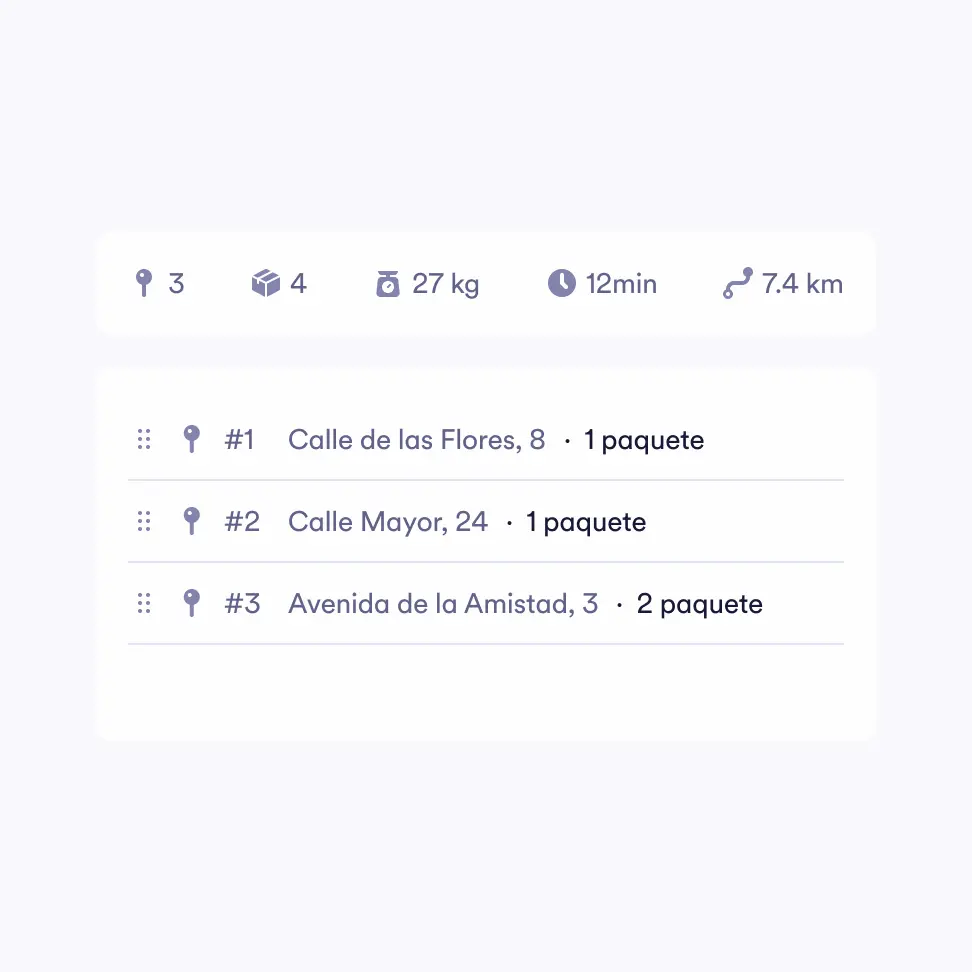 3 4 27 kg 12min 7.4 km
#1 Calle de las Flores, 8 · 1 paquete
#2 Calle Mayor, 24 · 1 paquete
#3 Avenida de la Amistad, 3 · 2 paquete